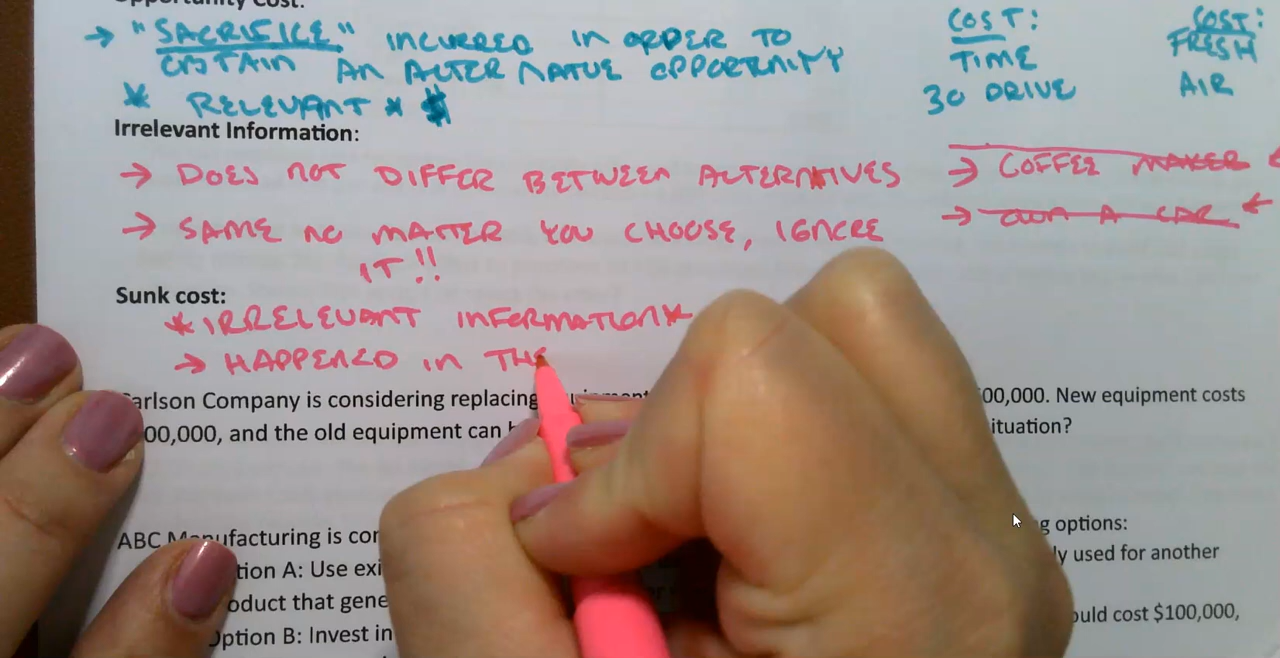 Opportunity Cost:
→ "SACRIFICE" INCURRED IN ORDER TO
OBTAIN AN ALTERNATIVE OPPORTUNITY
* RELEVANT * $
COST:
TIME
30 DRIVE
COST:
FRESH
AIR
Irrelevant Information:
→ DOES NOT DIFFER BETWEEN ALTERNATIVES
→ COFFEE MAKER ←
→ SAME NO MATTER YOU CHOOSE, IGNORE
IT!!
→ OWN A CAR ←
Sunk cost:
*IRRELEVANT INFORMATION*
→ HAPPENED IN THE
Carlson Company is considering replacing 00,000. New equipment costs
00,000, and the old equipment can ituation?
ABC Manufacturing is con g options:
tion A: Use exi y used for another
oduct that gene
Option B: Invest in ould cost $100,000,